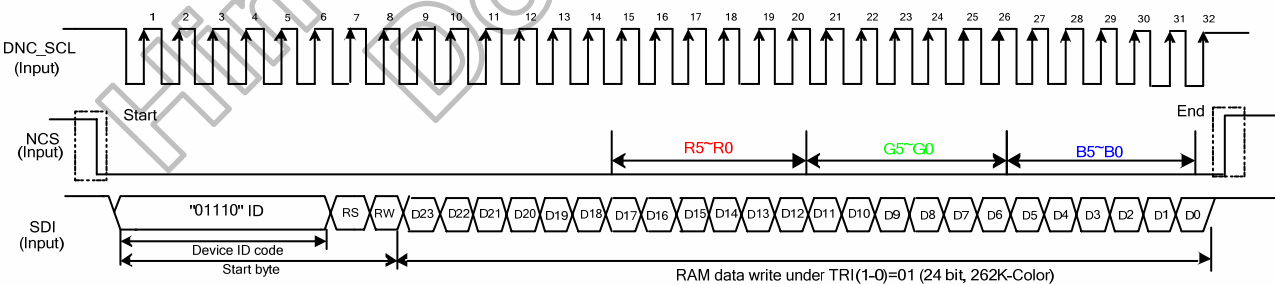 1 2 3 4 5 6 7 8 9 10 11 12 13 14 15 16 17 18 19 20 21 22 23 24 25 26 27 28 29 30 31 32
DNC_SCL
(Input)
Start
End
NCS
(Input)
R5~R0 G5~G0 B5~B0
SDI
(Input)
"01110" ID RS RW D23 D22 D21 D20 D19 D18 D17 D16 D15 D14 D13 D12 D11 D10 D9 D8 D7 D6 D5 D4 D3 D2 D1 D0
Device ID code
Start byte
RAM data write under TRI(1-0)=01 (24 bit, 262K-Color)